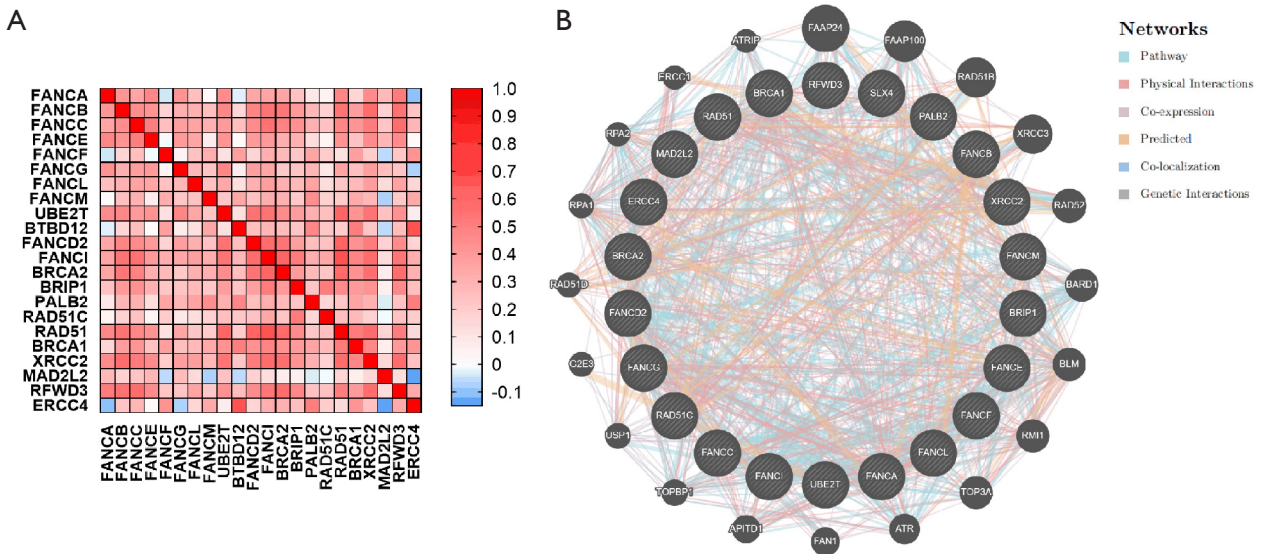 A
FANCA
FANCB
FANCC
FANCE
FANCF
FANCG
FANCL
FANCM
UBE2T
BTBD12
FANCD2
FANCI
BRCA2
BRIP1
PALB2
RAD51C
RAD51
BRCA1
XRCC2
MAD2L2
RFWD3
ERCC4
1.0
0.9
0.8
0.7
0.6
0.5
0.4
0.3
0.2
0.1
0
-0.1
FANCA
FANCB
FANCC
FANCE
FANCF
FANCG
FANCL
FANCM
UBE2T
BTBD12
FANCD2
FANCI
BRCA2
BRIP1
PALB2
RAD51C
RAD51
BRCA1
XRCC2
MAD2L2
RFWD3
ERCC4
B
FAAP24
FAAP100
RAD51B
XRCC3
RAD52
BARD1
BLM
RMI1
TOP3A
ATR
FAN1
APITD1
TOPBP1
USP1
C2E3
RAD51D
RPA1
RPA2
ERCC1
ATRIP
RFWD3
SLX4
PALB2
FANCB
XRCC2
FANCM
BRIP1
FANCE
FANCF
FANCL
FANCA
UBE2T
FANCI
FANCC
RAD51C
FANCG
FANCD2
BRCA2
ERCC4
MAD2L2
RAD51
BRCA1
Networks
Pathway
Physical Interactions
Co-expression
Predicted
Co-localization
Genetic Interactions